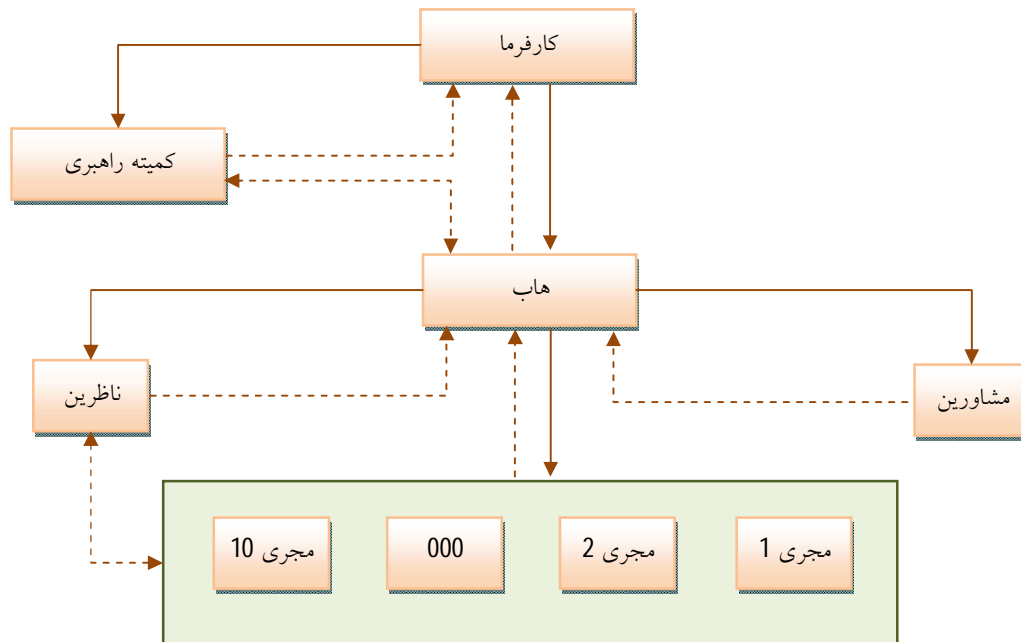 کارفرما
کمیته راهبری
هاب
ناظرین
مشاورین
مجری 1
مجری 2
000
مجری 10